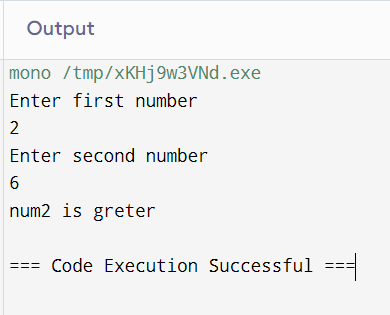 Output
mono /tmp/xKHj9w3VNd.exe
Enter first number
2
Enter second number
6
num2 is greter
=== Code Execution Successful ===